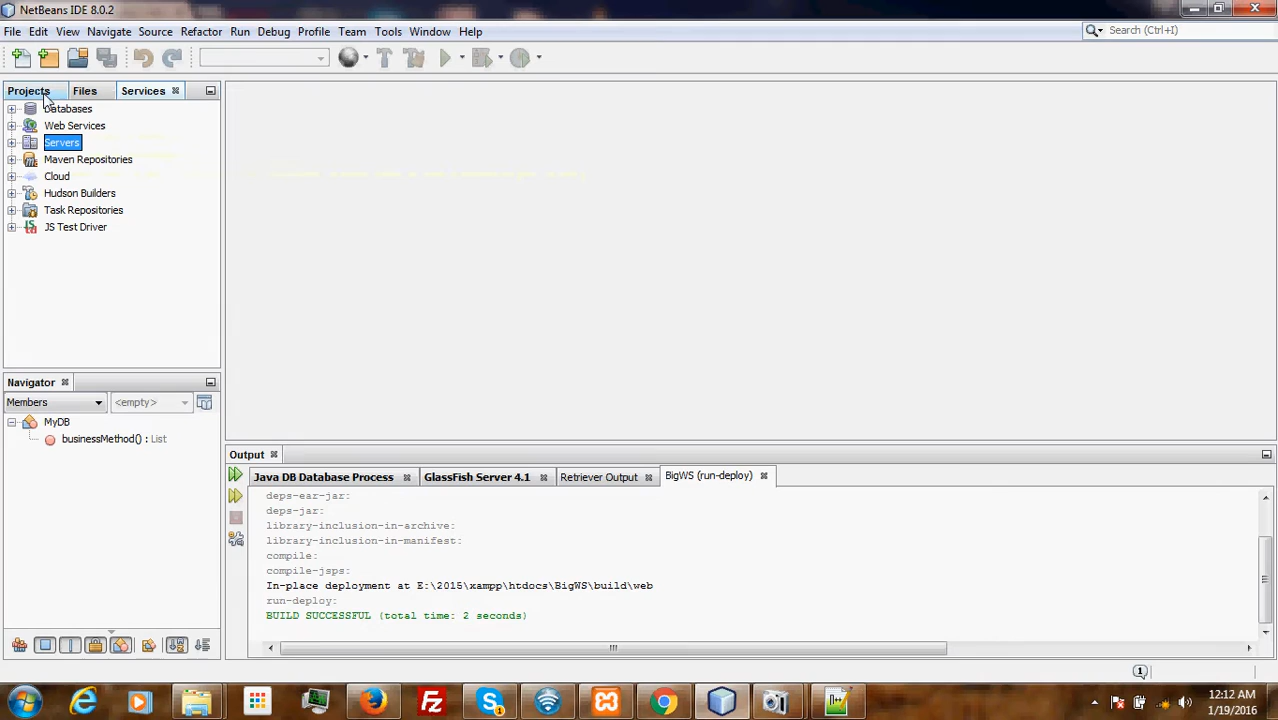 NetBeans IDE 8.0.2
File Edit View Navigate Source Refactor Run Debug Profile Team Tools Window Help
Search (Ctrl+I)
Projects Files Services
Databases
Web Services
Servers
Maven Repositories
Cloud
Hudson Builders
Task Repositories
JS Test Driver
Navigator
Members <empty>
MyDB
businessMethod() : List
Output
Java DB Database Process GlassFish Server 4.1 Retriever Output BigWS (run-deploy)
deps-ear-jar:
deps-jar:
library-inclusion-in-archive:
library-inclusion-in-manifest:
compile:
compile-jsps:
In-place deployment at E:\2015\xampp\htdocs\BigWS\build\web
run-deploy:
BUILD SUCCESSFUL (total time: 2 seconds)
1
12:12 AM
1/19/2016